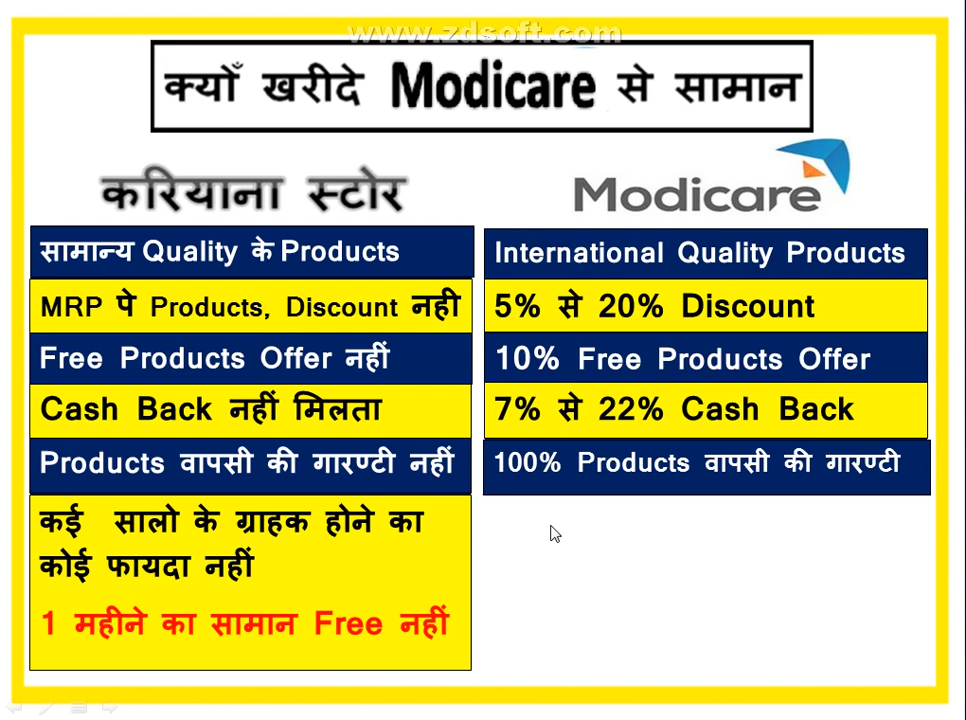 www.zdsoft.com
क्योँ खरीदे Modicare से सामान
करियाना स्टोर
Modicare
सामान्य Quality के Products
International Quality Products
MRP पे Products, Discount नही
5% से 20% Discount
Free Products Offer नहीं
10% Free Products Offer
Cash Back नहीं मिलता
7% से 22% Cash Back
Products वापसी की गारण्टी नहीं
100% Products वापसी की गारण्टी
कई सालो के ग्राहक होने का
कोई फायदा नहीं
1 महीने का सामान Free नहीं